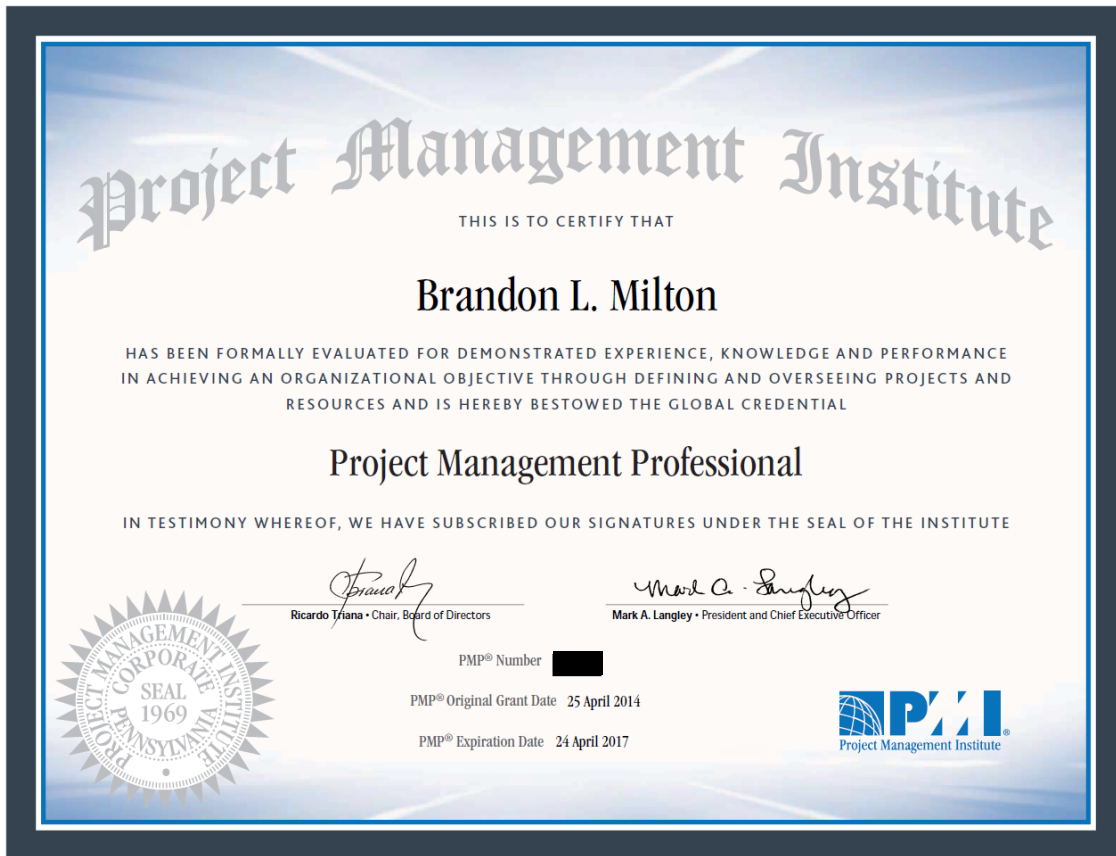 Project Management Institute
THIS IS TO CERTIFY THAT
Brandon L. Milton
HAS BEEN FORMALLY EVALUATED FOR DEMONSTRATED EXPERIENCE, KNOWLEDGE AND PERFORMANCE
IN ACHIEVING AN ORGANIZATIONAL OBJECTIVE THROUGH DEFINING AND OVERSEEING PROJECTS AND
RESOURCES AND IS HEREBY BESTOWED THE GLOBAL CREDENTIAL
Project Management Professional
IN TESTIMONY WHEREOF, WE HAVE SUBSCRIBED OUR SIGNATURES UNDER THE SEAL OF THE INSTITUTE
Mark A. Langley
Ricardo Triana • Chair, Board of Directors
Mark A. Langley • President and Chief Executive Officer
PROJECT MANAGEMENT INSTITUTE
CORPORATE
SEAL
1969
PENNSYLVANIA
PMP® Number
PMP® Original Grant Date 25 April 2014
PMP® Expiration Date 24 April 2017
PMI®
Project Management Institute